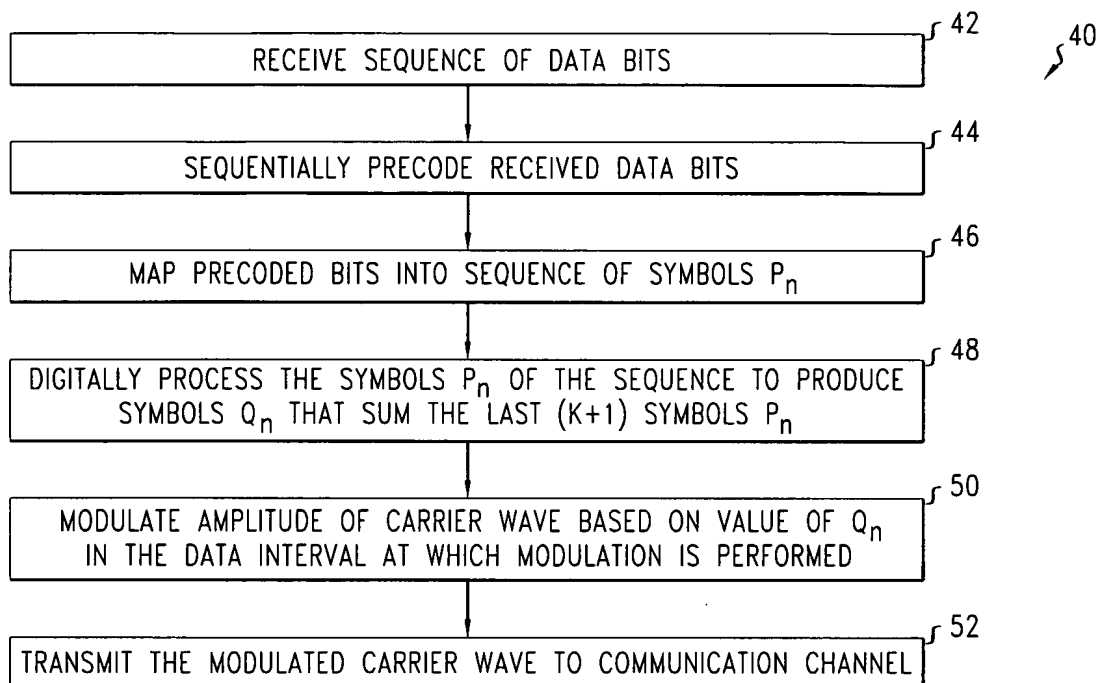 42
40
RECEIVE SEQUENCE OF DATA BITS
44
SEQUENTIALLY PRECODE RECEIVED DATA BITS
46
MAP PRECODED BITS INTO SEQUENCE OF SYMBOLS Pn
48
DIGITALLY PROCESS THE SYMBOLS Pn OF THE SEQUENCE TO PRODUCE
SYMBOLS Qn THAT SUM THE LAST (K+1) SYMBOLS Pn
50
MODULATE AMPLITUDE OF CARRIER WAVE BASED ON VALUE OF Qn
IN THE DATA INTERVAL AT WHICH MODULATION IS PERFORMED
52
TRANSMIT THE MODULATED CARRIER WAVE TO COMMUNICATION CHANNEL